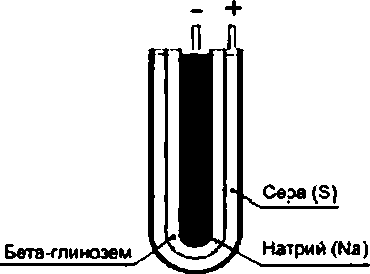 - +
Сера (S)
Бета-глинозем
Натрий (Na)